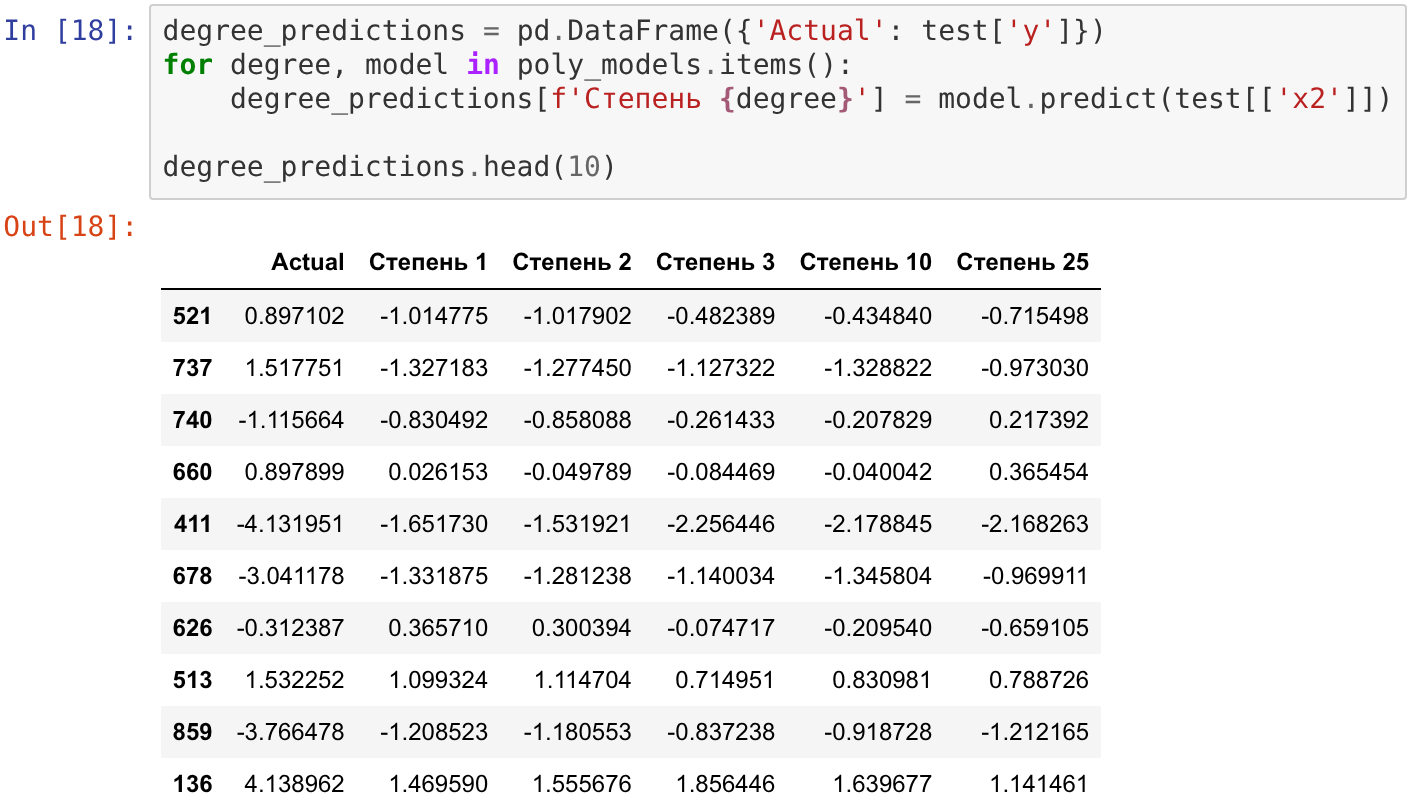 In [18]: degree_predictions = pd.DataFrame({'Actual': test['y']})
for degree, model in poly_models.items():
    degree_predictions[f'Степень {degree}'] = model.predict(test[['x2']])
degree_predictions.head(10)
Out[18]:
Actual Степень 1 Степень 2 Степень 3 Степень 10 Степень 25
521 0.897102 -1.014775 -1.017902 -0.482389 -0.434840 -0.715498
737 1.517751 -1.327183 -1.277450 -1.127322 -1.328822 -0.973030
740 -1.115664 -0.830492 -0.858088 -0.261433 -0.207829 0.217392
660 0.897899 0.026153 -0.049789 -0.084469 -0.040042 0.365454
411 -4.131951 -1.651730 -1.531921 -2.256446 -2.178845 -2.168263
678 -3.041178 -1.331875 -1.281238 -1.140034 -1.345804 -0.969911
626 -0.312387 0.365710 0.300394 -0.074717 -0.209540 -0.659105
513 1.532252 1.099324 1.114704 0.714951 0.830981 0.788726
859 -3.766478 -1.208523 -1.180553 -0.837238 -0.918728 -1.212165
136 4.138962 1.469590 1.555676 1.856446 1.639677 1.141461